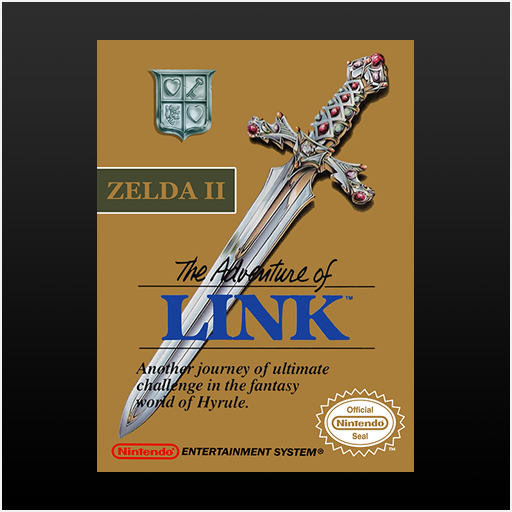 ZELDA II
The Adventure of
LINK™
Another journey of ultimate
challenge in the fantasy
world of Hyrule.
Nintendo® ENTERTAINMENT SYSTEM®
Official
Nintendo
Seal
™